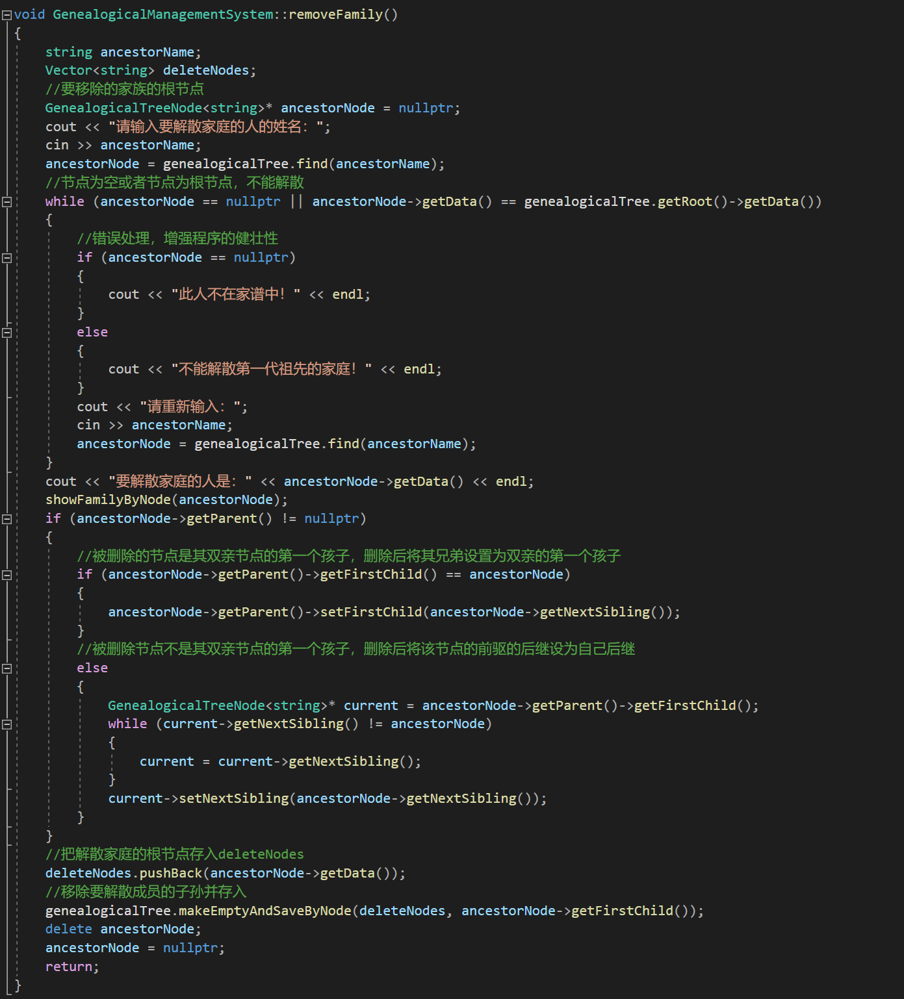 void GenealogicalManagementSystem::removeFamily()
{
    string ancestorName;
    Vector<string> deleteNodes;
    //要移除的家族的根节点
    GenealogicalTreeNode<string>* ancestorNode = nullptr;
    cout << "请输入要解散家庭的人的姓名：";
    cin >> ancestorName;
    ancestorNode = genealogicalTree.find(ancestorName);
    //节点为空或者节点为根节点，不能解散
    while (ancestorNode == nullptr || ancestorNode->getData() == genealogicalTree.getRoot()->getData())
    {
        //错误处理，增强程序的健壮性
        if (ancestorNode == nullptr)
        {
            cout << "此人不在家谱中！" << endl;
        }
        else
        {
            cout << "不能解散第一代祖先的家庭！" << endl;
        }
        cout << "请重新输入：";
        cin >> ancestorName;
        ancestorNode = genealogicalTree.find(ancestorName);
    }
    cout << "要解散家庭的人是：" << ancestorNode->getData() << endl;
    showFamilyByNode(ancestorNode);
    if (ancestorNode->getParent() != nullptr)
    {
        //被删除的节点是其双亲节点的第一个孩子，删除后将其兄弟设置为双亲的第一个孩子
        if (ancestorNode->getParent()->getFirstChild() == ancestorNode)
        {
            ancestorNode->getParent()->setFirstChild(ancestorNode->getNextSibling());
        }
        //被删除节点不是其双亲节点的第一个孩子，删除后将该节点的前驱的后继设为自己后继
        else
        {
            GenealogicalTreeNode<string>* current = ancestorNode->getParent()->getFirstChild();
            while (current->getNextSibling() != ancestorNode)
            {
                current = current->getNextSibling();
            }
            current->setNextSibling(ancestorNode->getNextSibling());
        }
    }
    //把解散家庭的根节点存入deleteNodes
    deleteNodes.pushBack(ancestorNode->getData());
    //移除要解散成员的子孙并存入
    genealogicalTree.makeEmptyAndSaveByNode(deleteNodes, ancestorNode->getFirstChild());
    delete ancestorNode;
    ancestorNode = nullptr;
    return;
}